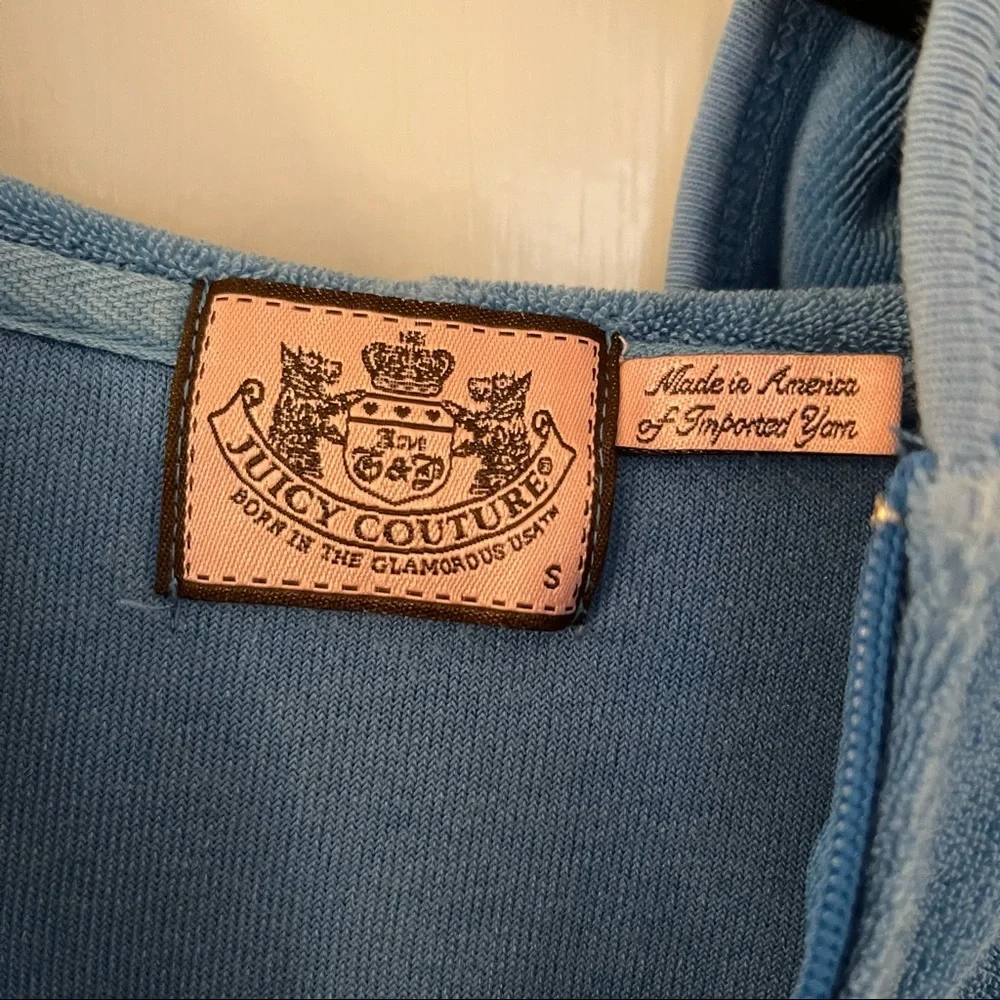 Love
G&P
JUICY COUTURE®
BORN IN THE GLAMOROUS USA™
S
Made in America
of Imported Yarn